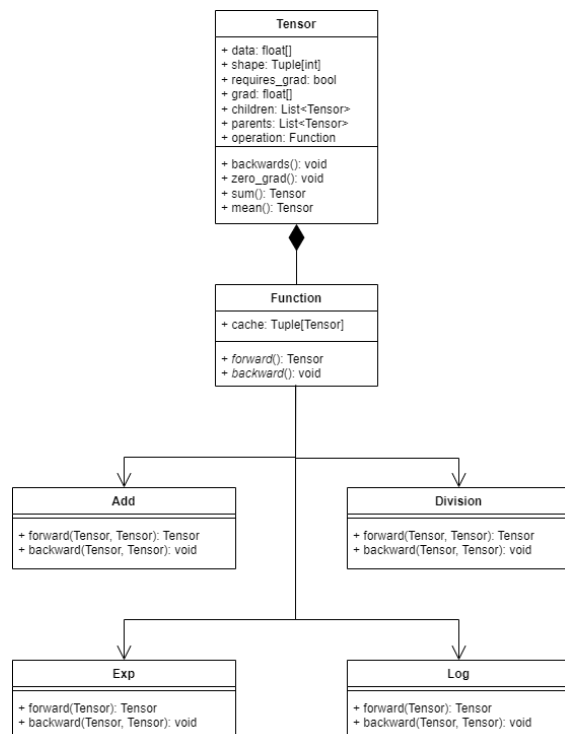 Tensor
+ data: float[]
+ shape: Tuple[int]
+ requires_grad: bool
+ grad: float[]
+ children: List<Tensor>
+ parents: List<Tensor>
+ operation: Function
+ backwards(): void
+ zero_grad(): void
+ sum(): Tensor
+ mean(): Tensor
Function
+ cache: Tuple[Tensor]
+ forward(): Tensor
+ backward(): void
Add
+ forward(Tensor, Tensor): Tensor
+ backward(Tensor, Tensor): void
Division
+ forward(Tensor, Tensor): Tensor
+ backward(Tensor, Tensor): void
Exp
+ forward(Tensor): Tensor
+ backward(Tensor, Tensor): void
Log
+ forward(Tensor): Tensor
+ backward(Tensor, Tensor): void